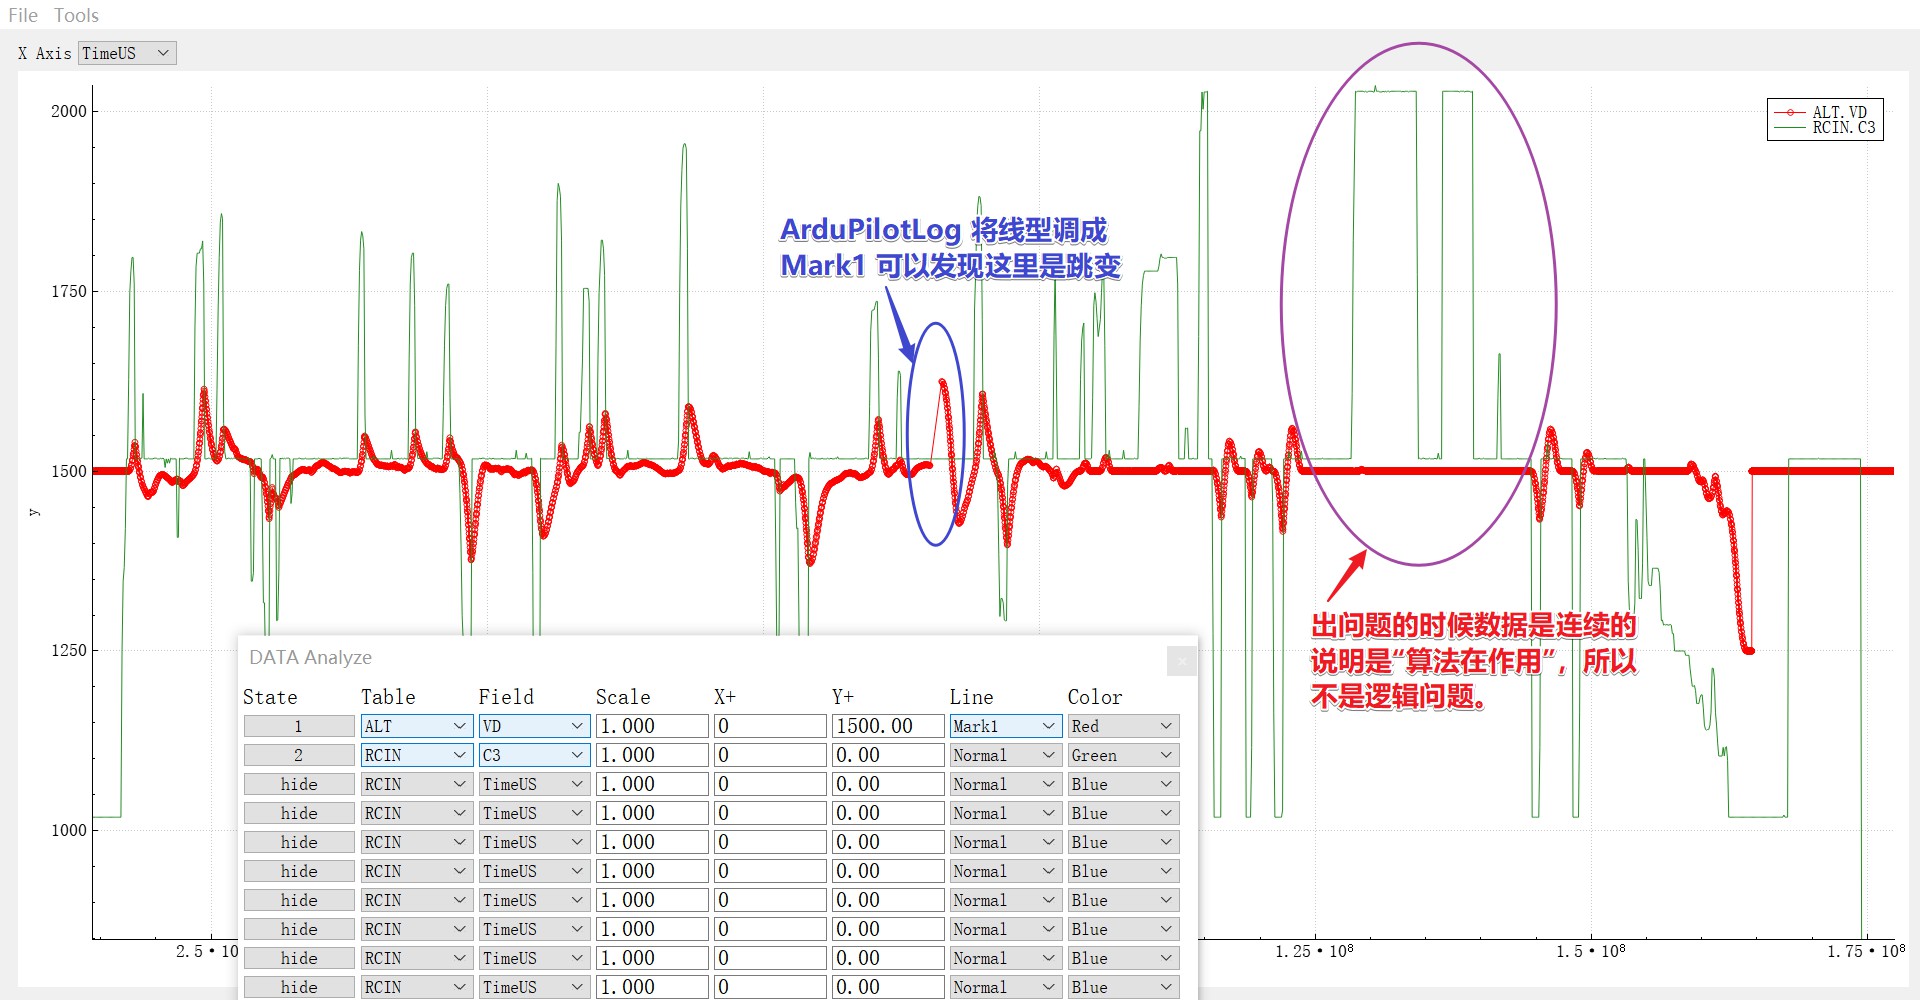 File Tools
X Axis TimeUS
2000
1750
1500
1250
1000
y
ALT.VD
RCIN.C3
ArduPilotLog 将线型调成
Mark1 可以发现这里是跳变
出问题的时候数据是连续的
说明是“算法在作用”，所以
不是逻辑问题。
2.5·10
1.25·10⁸
1.5·10⁸
1.75·10⁸
DATA Analyze
State Table Field Scale X+ Y+ Line Color
1 ALT VD 1.000 0 1500.00 Mark1 Red
2 RCIN C3 1.000 0 0.00 Normal Green
hide RCIN TimeUS 1.000 0 0.00 Normal Blue
hide RCIN TimeUS 1.000 0 0.00 Normal Blue
hide RCIN TimeUS 1.000 0 0.00 Normal Blue
hide RCIN TimeUS 1.000 0 0.00 Normal Blue
hide RCIN TimeUS 1.000 0 0.00 Normal Blue
hide RCIN TimeUS 1.000 0 0.00 Normal Blue
hide RCIN TimeUS 1.000 0 0.00 Normal Blue
hide RCIN TimeUS 1.000 0 0.00 Normal Blue